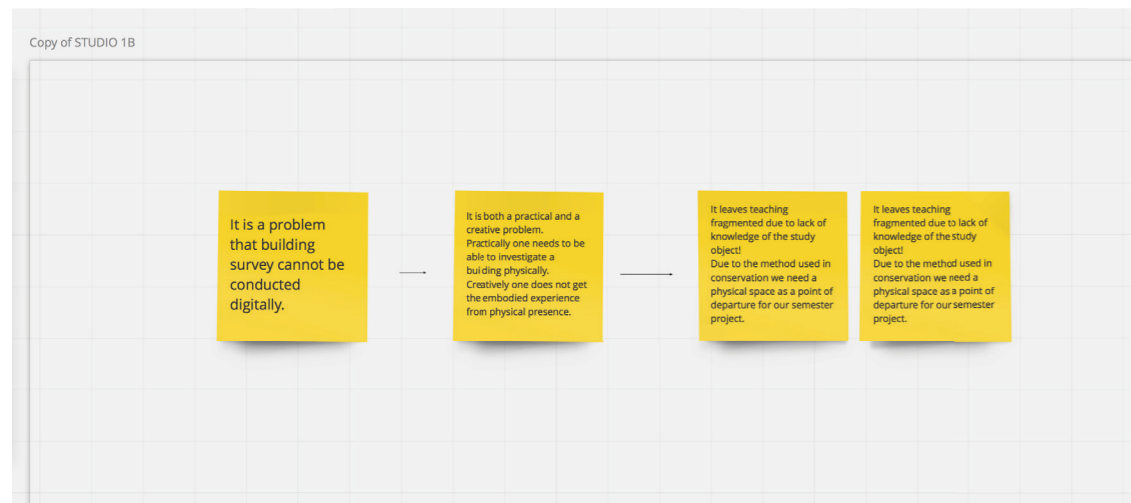 Copy of STUDIO 1B
It is a problem
that building
survey cannot be
conducted
digitally.
It is both a practical and a
creative problem.
Practically one needs to be
able to investigate a
building physically.
Creatively one does not get
the embodied experience
from physical presence.
It leaves teaching
fragmented due to lack of
knowledge of the study
object!
Due to the method used in
conservation we need a
physical space as a point of
departure for our semester
project.
It leaves teaching
fragmented due to lack of
knowledge of the study
object!
Due to the method used in
conservation we need a
physical space as a point of
departure for our semester
project.